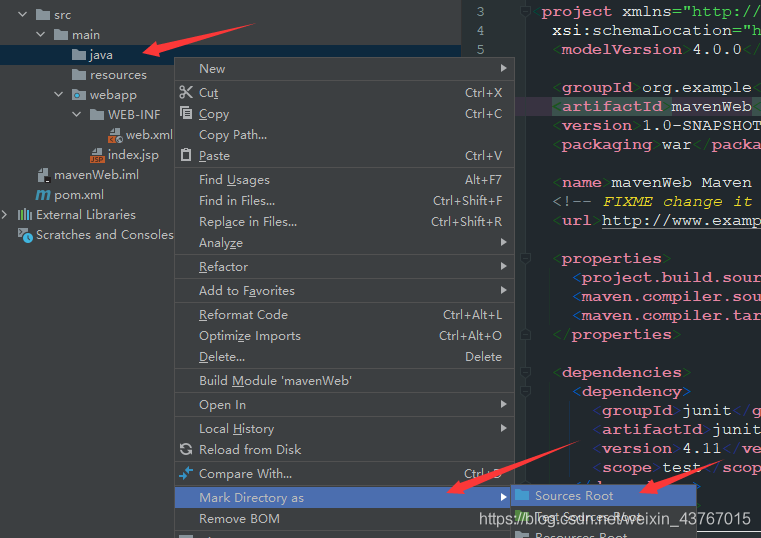 src
main
java
resources
webapp
WEB-INF
web.xml
index.jsp
mavenWeb.iml
pom.xml
External Libraries
Scratches and Consoles
New
Cut Ctrl+X
Copy Ctrl+C
Copy Path...
Paste Ctrl+V
Find Usages Alt+F7
Find in Files... Ctrl+Shift+F
Replace in Files... Ctrl+Shift+R
Analyze
Refactor
Add to Favorites
Reformat Code Ctrl+Alt+L
Optimize Imports Ctrl+Alt+O
Delete... Delete
Build Module 'mavenWeb'
Open In
Local History
Reload from Disk
Compare With... Ctrl+D
Mark Directory as
Remove BOM
Sources Root
Test Sources Root
Resources Root
3 project xmlns="http://
4 xsi:schemaLocation="h
5 <modelVersion>4.0.0</
<groupId>org.example<
<artifactId>mavenWeb<
<version>1.0-SNAPSHOT
<packaging>war</packa
<name>mavenWeb Maven
<!-- FIXME change it
<url>http://www.examp
<properties>
<project.build.sour
<maven.compiler.sou
<maven.compiler.tar
</properties>
<dependencies>
<dependency>
<groupId>junit</g
<artifactId>junit
<version>4.11</ve
<scope>test</scop
https://blog.csdn.net/weixin_43767015